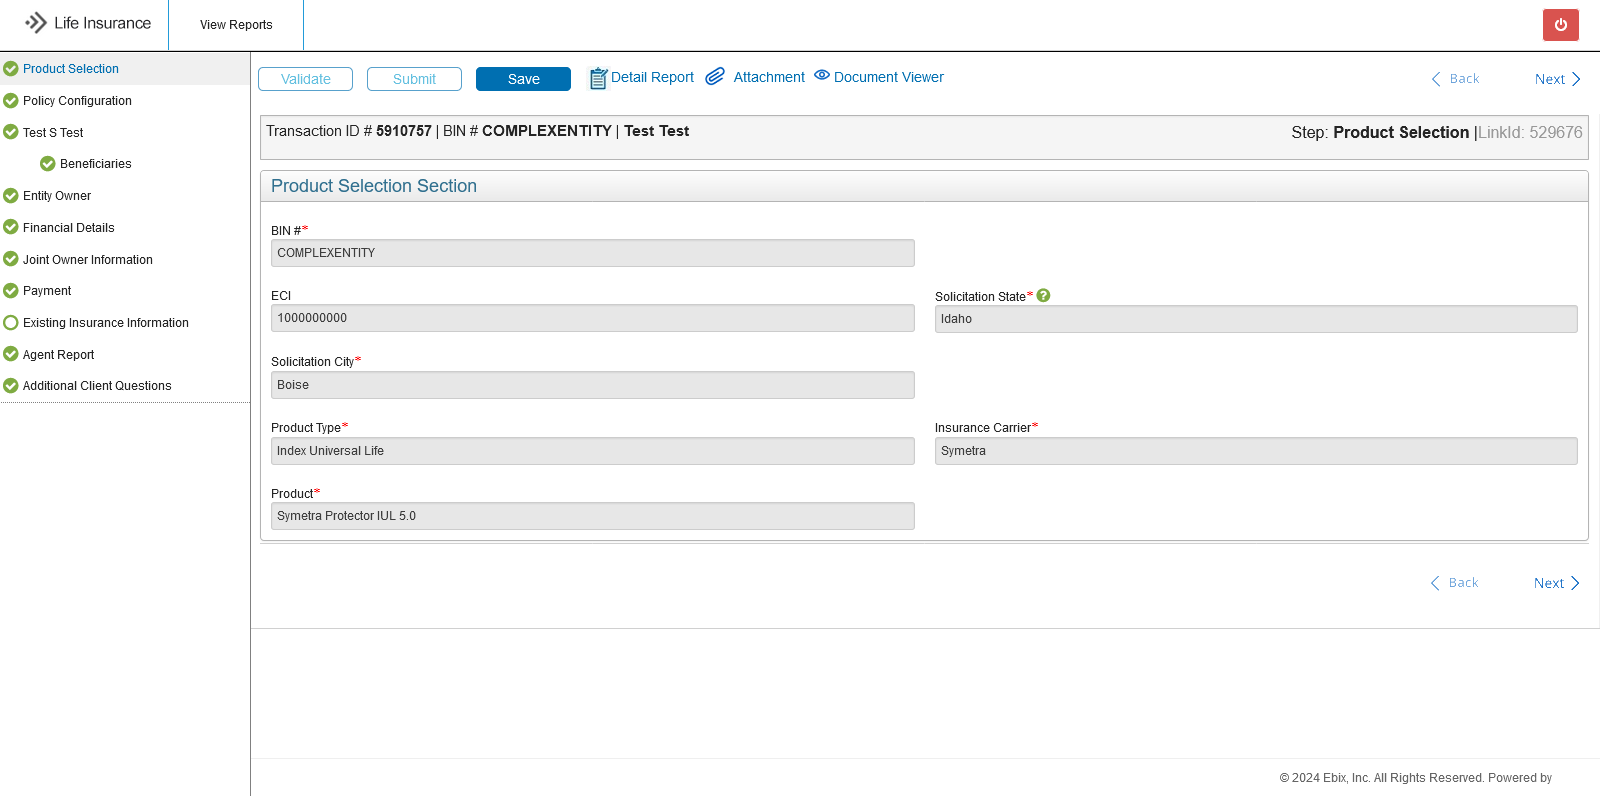 Life Insurance
View Reports
Product Selection
Policy Configuration
Test S Test
Beneficiaries
Entity Owner
Financial Details
Joint Owner Information
Payment
Existing Insurance Information
Agent Report
Additional Client Questions
Validate
Submit
Save
Detail Report
Attachment
Document Viewer
Back
Next
Transaction ID # 5910757 | BIN # COMPLEXENTITY | Test Test
Step: Product Selection |LinkId: 529676
Product Selection Section
BIN #*
COMPLEXENTITY
ECI
1000000000
Solicitation State* ?
Idaho
Solicitation City*
Boise
Product Type*
Index Universal Life
Insurance Carrier*
Symetra
Product*
Symetra Protector IUL 5.0
Back
Next
© 2024 Ebix, Inc. All Rights Reserved. Powered by